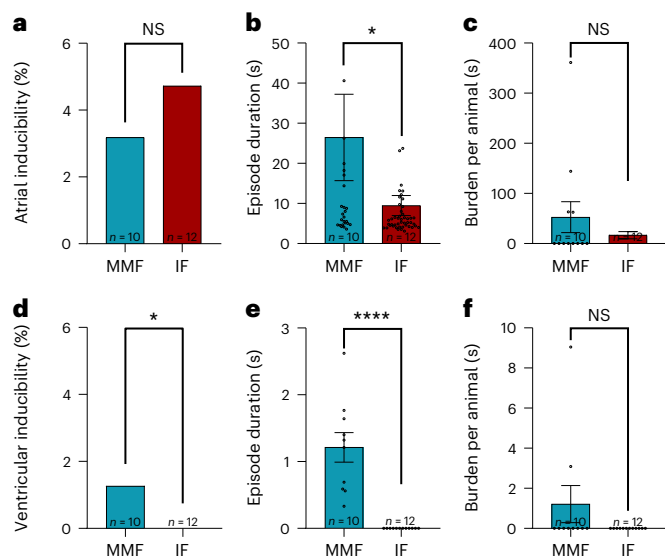 a
NS
Atrial inducibility (%)
6
4
2
0
n = 10
n = 12
MMF
IF
b
*
Episode duration (s)
50
40
30
20
10
0
n = 10
n = 12
MMF
IF
c
NS
Burden per animal (s)
400
300
200
100
0
n = 10
n = 12
MMF
IF
d
*
Ventricular inducibility (%)
6
4
2
0
n = 10
n = 12
MMF
IF
e
****
Episode duration (s)
3
2
1
0
n = 10
n = 12
MMF
IF
f
NS
Burden per animal (s)
10
8
6
4
2
0
n = 10
n = 12
MMF
IF